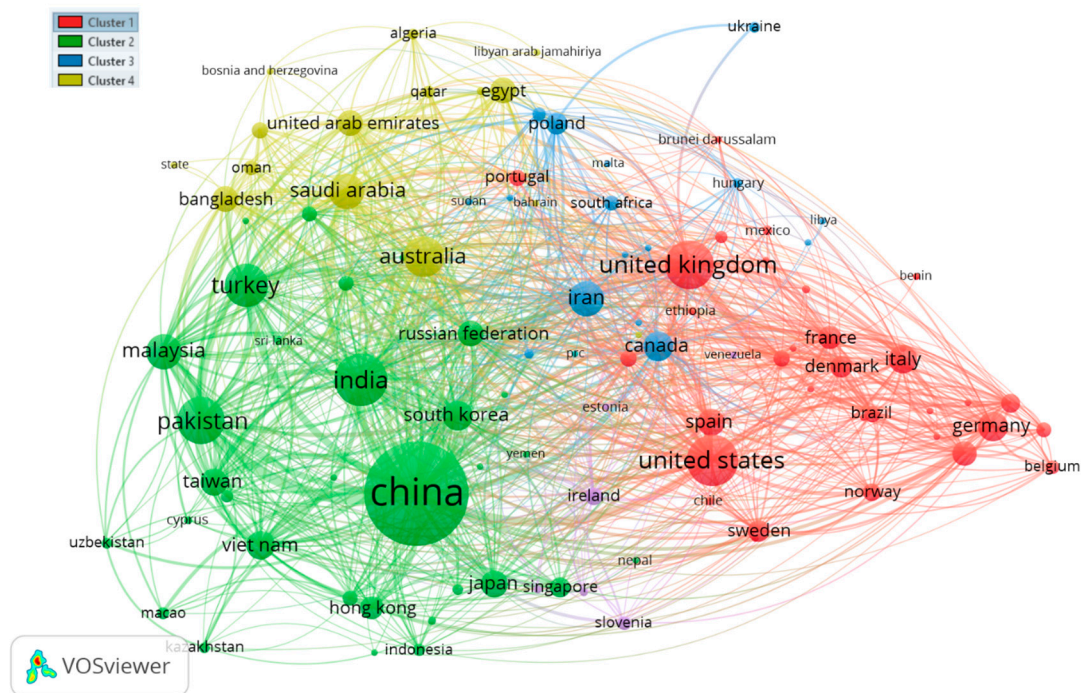 Cluster 1
Cluster 2
Cluster 3
Cluster 4
ukraine
algeria
libyan arab jamahiriya
bosnia and herzegovina
qatar
egypt
united arab emirates
poland
brunei darussalam
state
oman
malta
portugal
hungary
bangladesh
saudi arabia
sudan
bahrain
south africa
libya
mexico
australia
united kingdom
benin
turkey
iran
ethiopia
russian federation
sri lanka
france
malaysia
prc
canada
venezuela
denmark
italy
india
estonia
south korea
spain
brazil
pakistan
germany
yemen
united states
belgium
taiwan
china
ireland
chile
norway
cyprus
sweden
uzbekistan
viet nam
nepal
japan
singapore
macao
hong kong
slovenia
kazakhstan
indonesia
VOSviewer